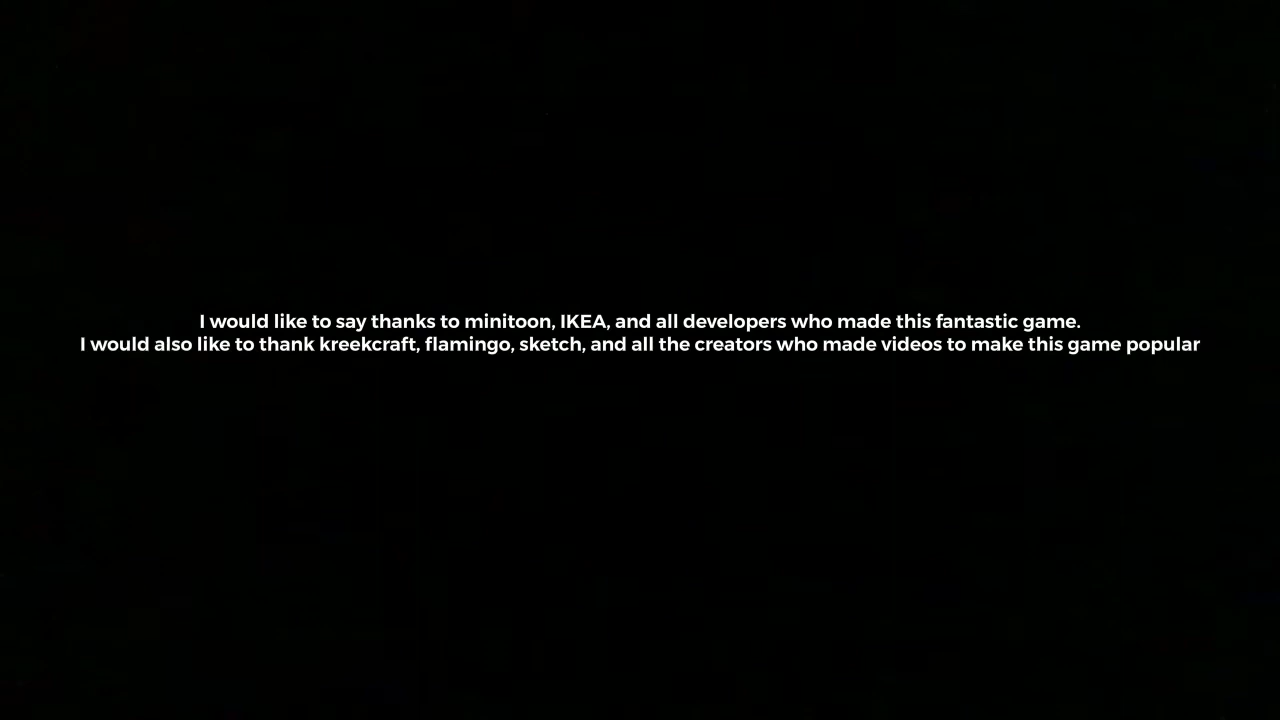 I would like to say thanks to minitoon, IKEA, and all developers who made this fantastic game.
I would also like to thank kreekcraft, flamingo, sketch, and all the creators who made videos to make this game popular